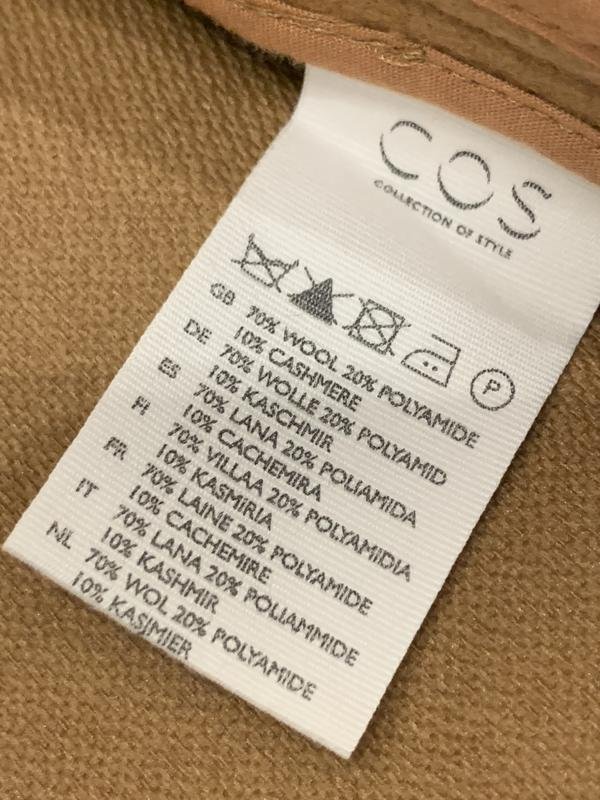 COS
COLLECTION OF STYLE
P
GB 70% WOOL 20% POLYAMIDE
10% CASHMERE
DE 70% WOLLE 20% POLYAMID
10% KASCHMIR
ES 70% LANA 20% POLIAMIDA
10% CACHEMIRA
FI 70% VILLAA 20% POLYAMIDIA
10% KASMIRIA
FR 70% LAINE 20% POLYAMIDE
10% CACHEMIRE
IT 70% LANA 20% POLIAMMIDE
10% KASHMIR
NL 70% WOL 20% POLYAMIDE
10% KASJMIER